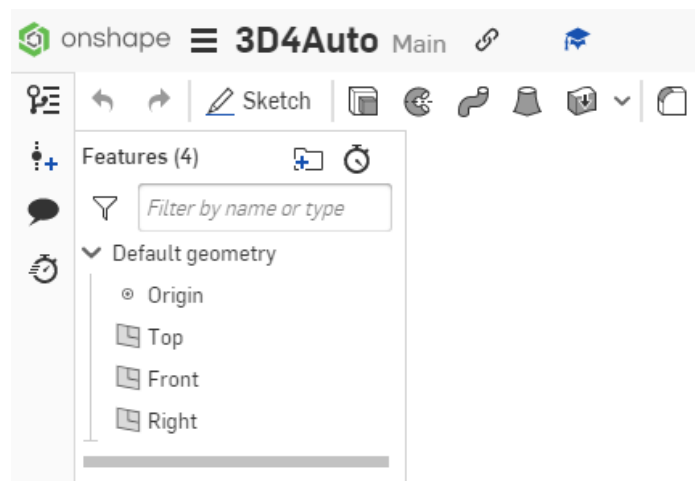 onshape 3D4Auto Main
Sketch
Features (4)
Filter by name or type
Default geometry
Origin
Top
Front
Right